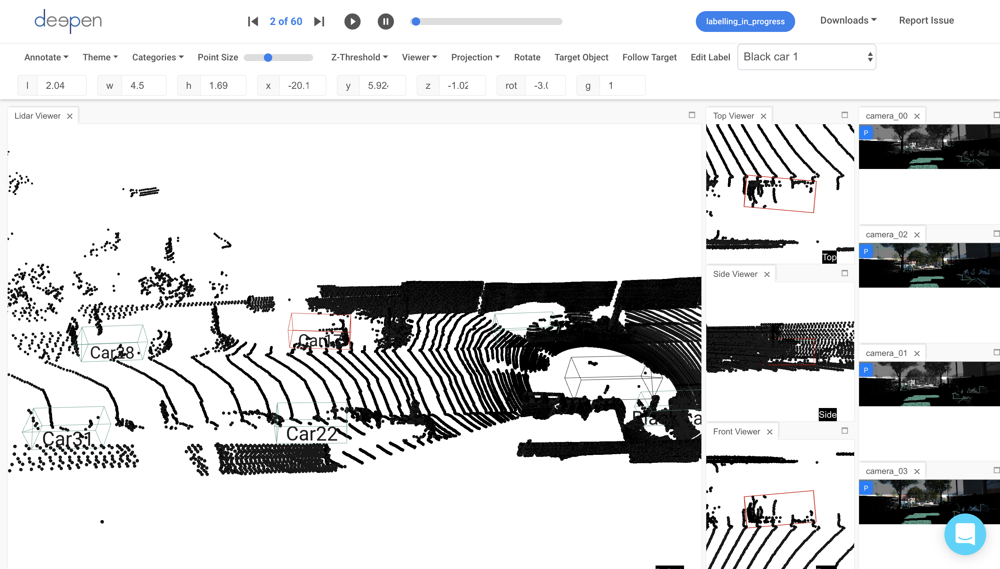 deepen
2 of 60
labelling_in_progress
Downloads
Report Issue
Annotate
Theme
Categories
Point Size
Z-Threshold
Viewer
Projection
Rotate
Target Object
Follow Target
Edit Label
Black car 1
l 2.04
w 4.5
h 1.69
x -20.1
y 5.92
z -1.02
rot -3.0
g 1
Lidar Viewer
Car17
Car28
Car31
Car22
Top Viewer
Top
Side Viewer
Side
Front Viewer
camera_00
P
camera_02
P
camera_01
P
camera_03
P